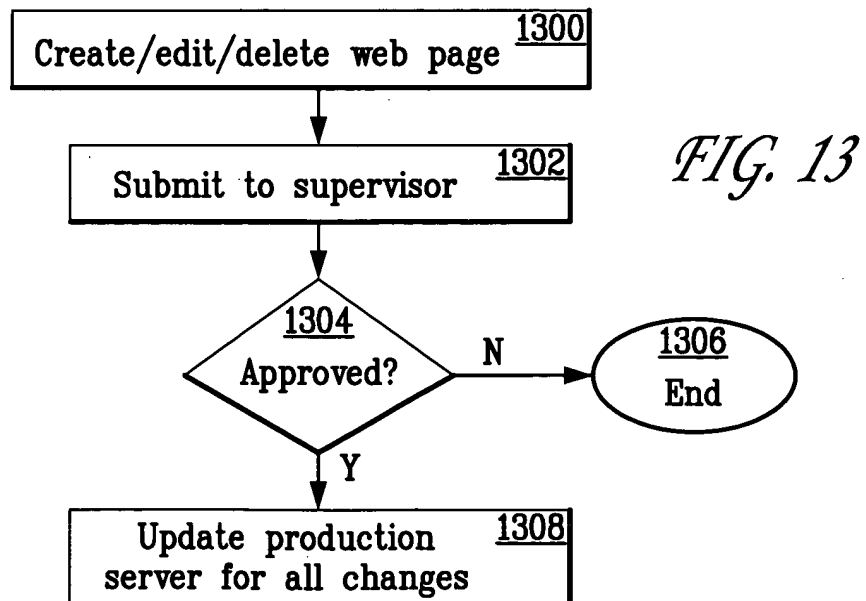 1300
Create/edit/delete web page
1302
Submit to supervisor
FIG. 13
1304
Approved?
N
1306
End
Y
1308
Update production
server for all changes